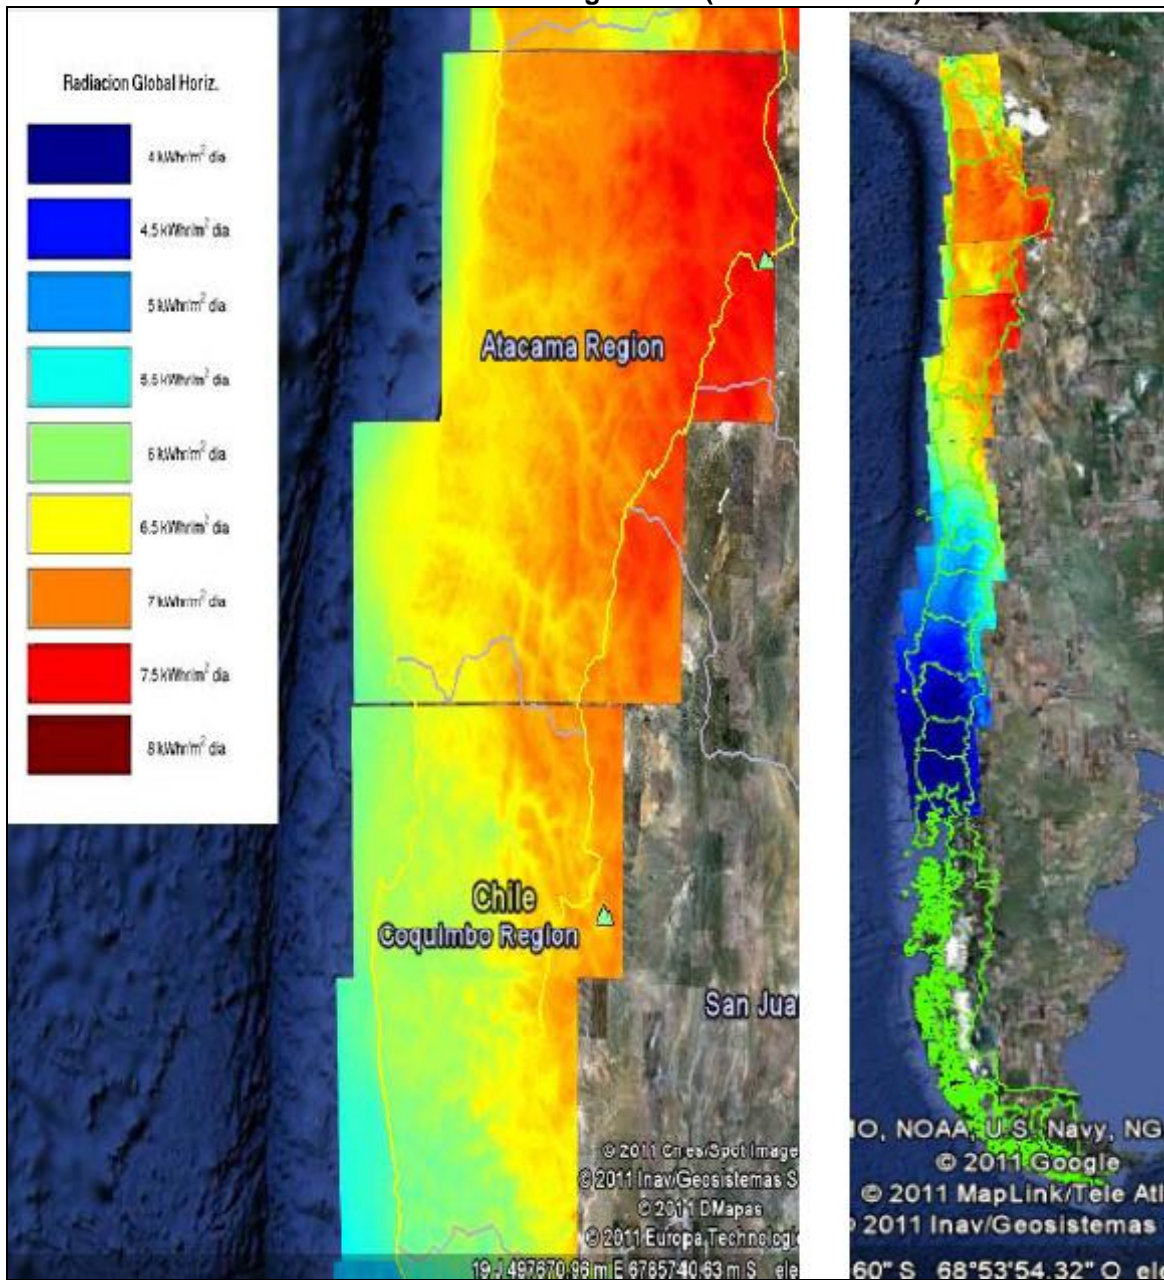 Radiacion Global Horiz.
4 kWhr/m² dia
4.5 kWhr/m² dia
5 kWhr/m² dia
5.5 kWhr/m² dia
6 kWhr/m² dia
6.5 kWhr/m² dia
7 kWhr/m² dia
7.5 kWhr/m² dia
8 kWhr/m² dia
Atacama Region
Chile
Coquimbo Region
San Jua
© 2011 Cnes/Spot Image
© 2011 Inav/Geosistemas S
© 2011 DMapas
© 2011 Europa Technologi
19 J 497670.96 m E 6785740.63 m S ele
IO, NOAA, U.S. Navy, NG
© 2011 Google
© 2011 MapLink/Tele Atl
2011 Inav/Geosistemas
60" S 68°53'54.32" O ele